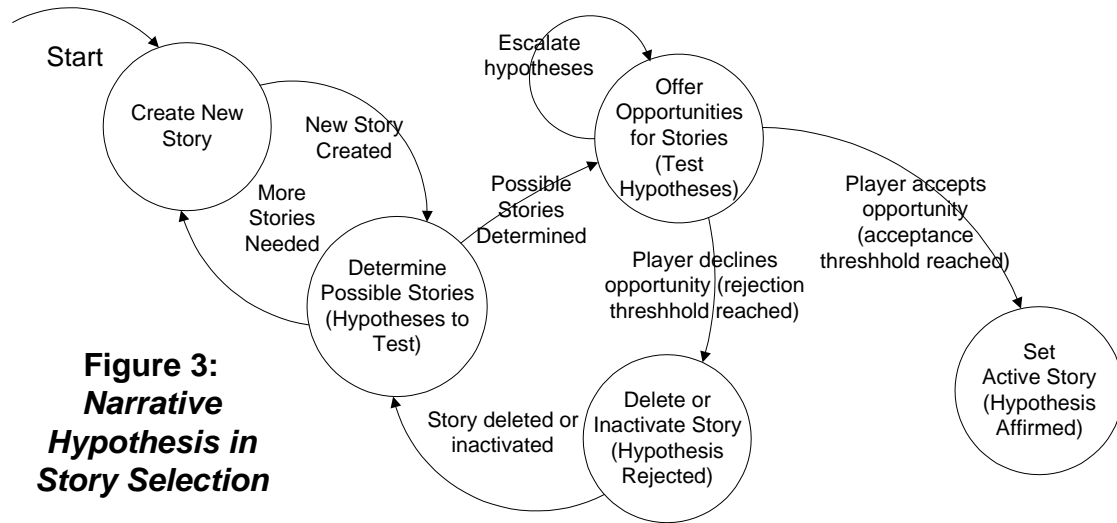 Start
Create New
Story
New Story
Created
More
Stories
Needed
Determine
Possible Stories
(Hypotheses to
Test)
Possible
Stories
Determined
Escalate
hypotheses
Offer
Opportunities
for Stories
(Test
Hypotheses)
Player accepts
opportunity
(acceptance
threshhold reached)
Player declines
opportunity (rejection
threshhold reached)
Set
Active Story
(Hypothesis
Affirmed)
Delete or
Inactivate Story
(Hypothesis
Rejected)
Story deleted or
inactivated
Figure 3:
Narrative
Hypothesis in
Story Selection